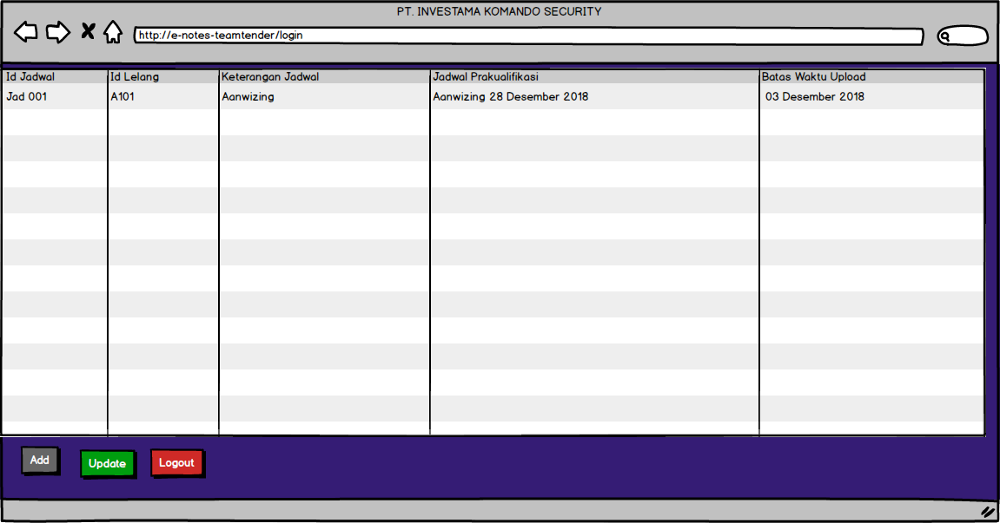 PT. INVESTAMA KOMANDO SECURITY
http://e-notes-teamtender/login
Id Jadwal Id Lelang Keterangan Jadwal Jadwal Prakualifikasi Batas Waktu Upload
Jad 001 A101 Aanwizing Aanwizing 28 Desember 2018 03 Desember 2018
Add Update Logout